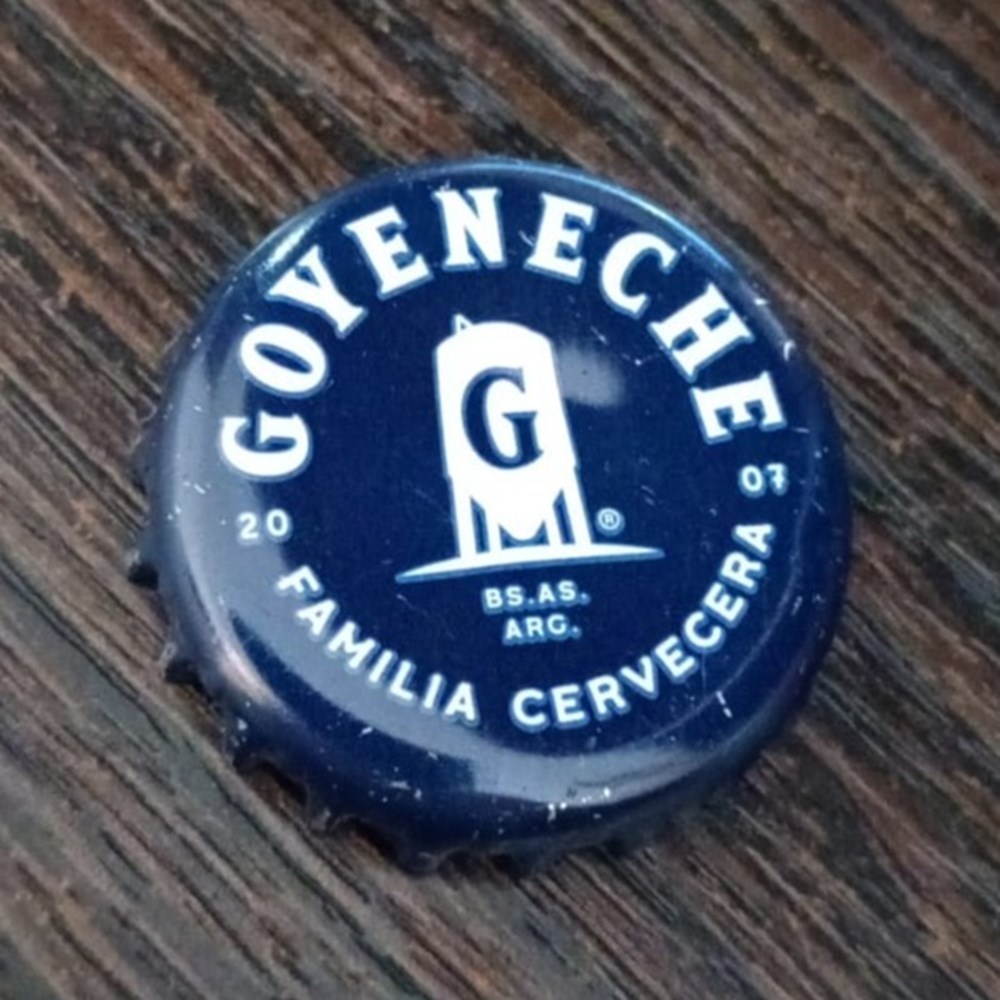 GOYENECHE
G
®
20 07
BS.AS.
ARG.
FAMILIA CERVECERA